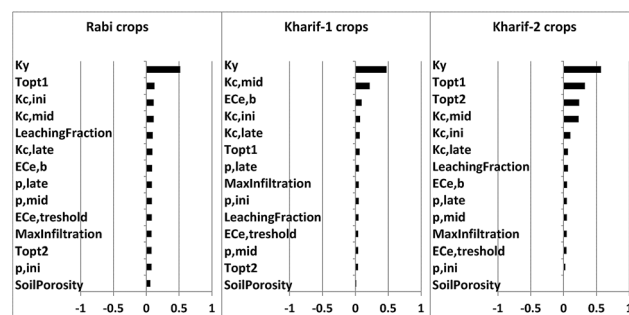 Rabi crops
Ky
Topt1
Kc,ini
Kc,mid
LeachingFraction
Kc,late
ECe,b
p,late
p,mid
ECe,treshold
MaxInfiltration
Topt2
p,ini
SoilPorosity
-1 -0.5 0 0.5 1
Kharif-1 crops
Ky
Kc,mid
ECe,b
Kc,ini
Kc,late
Topt1
p,late
MaxInfiltration
p,ini
LeachingFraction
ECe,treshold
p,mid
Topt2
SoilPorosity
-1 -0.5 0 0.5 1
Kharif-2 crops
Ky
Topt1
Topt2
Kc,mid
Kc,ini
Kc,late
LeachingFraction
ECe,b
p,late
p,mid
MaxInfiltration
ECe,treshold
p,ini
SoilPorosity
-1 -0.5 0 0.5 1